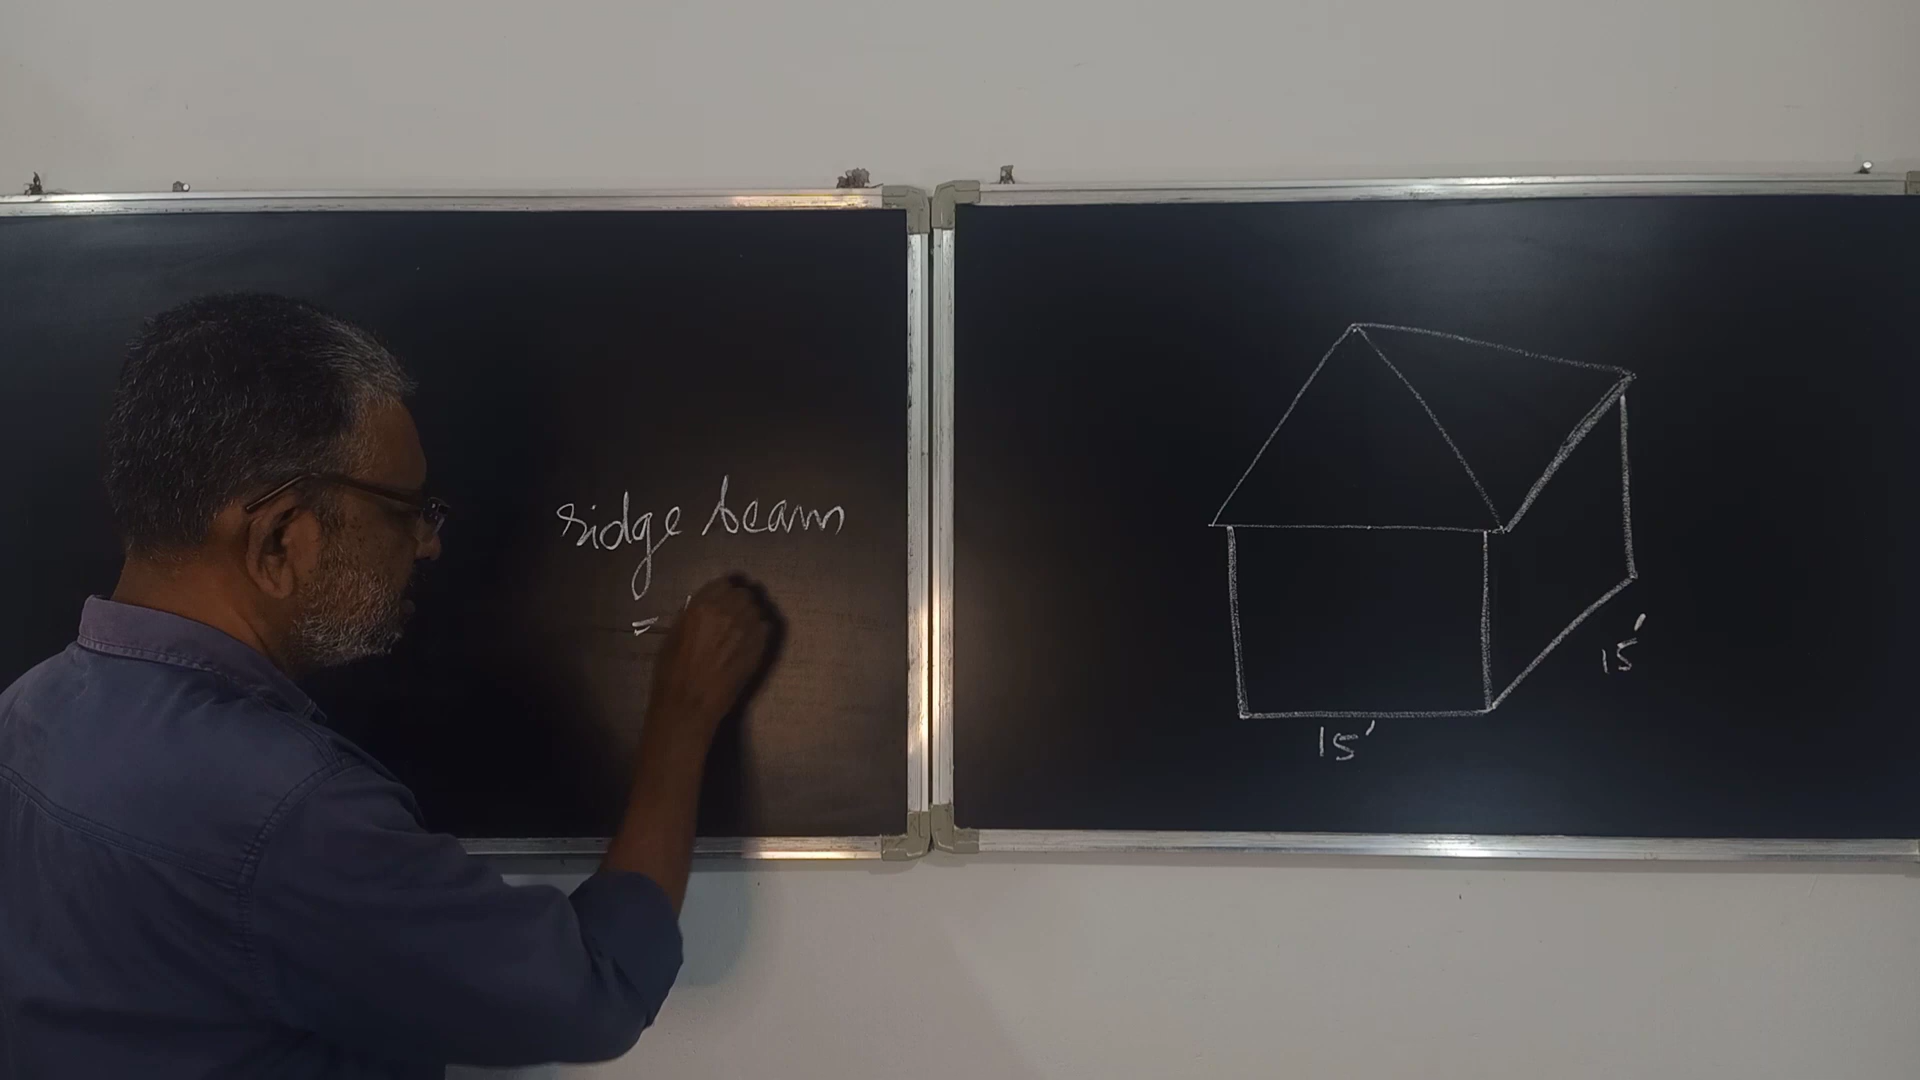 ridge beam
=
15'
15'